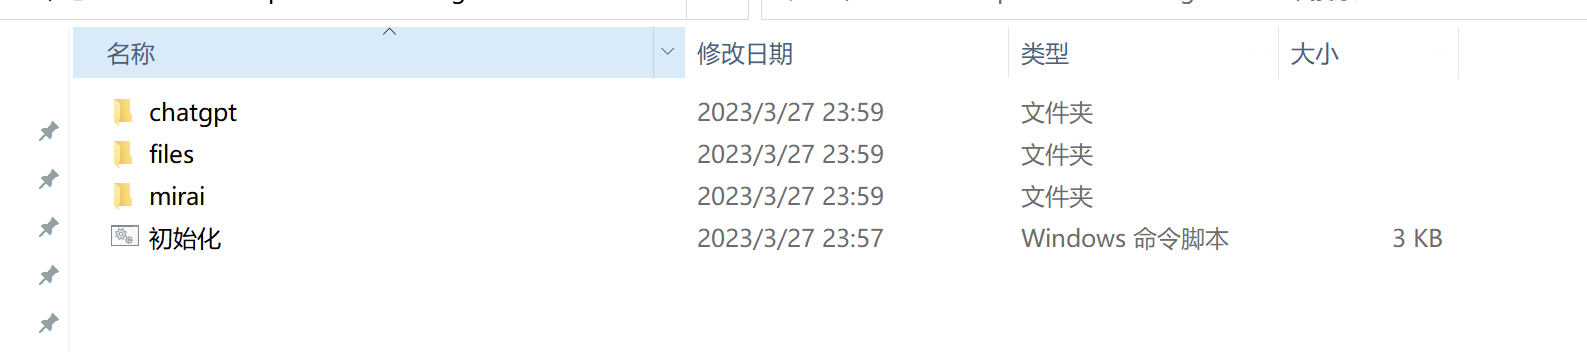 名称 修改日期 类型 大小
chatgpt 2023/3/27 23:59 文件夹
files 2023/3/27 23:59 文件夹
mirai 2023/3/27 23:59 文件夹
初始化 2023/3/27 23:57 Windows 命令脚本 3 KB